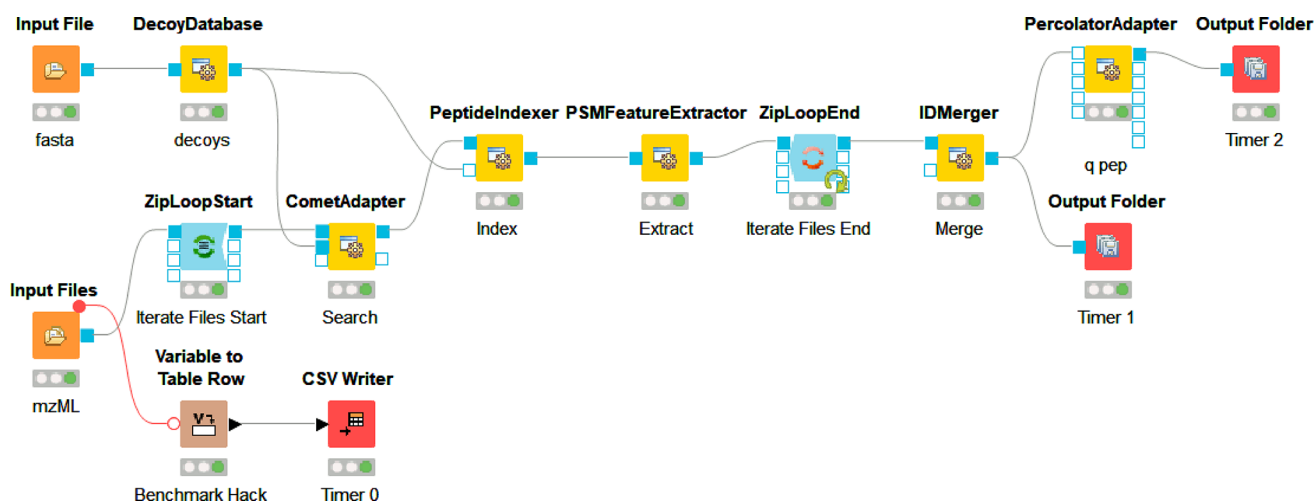 Input File
DecoyDatabase
PercolatorAdapter
Output Folder
fasta
decoys
PeptideIndexer
PSMFeatureExtractor
ZipLoopEnd
IDMerger
q pep
Timer 2
ZipLoopStart
CometAdapter
Index
Extract
Iterate Files End
Merge
Output Folder
Input Files
Iterate Files Start
Search
Timer 1
Variable to
Table Row
CSV Writer
mzML
V
Benchmark Hack
Timer 0